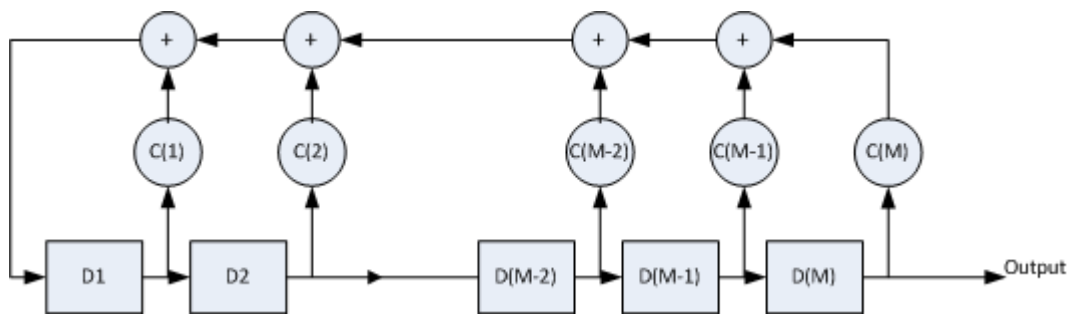 + + + +
C(1) C(2) C(M-2) C(M-1) C(M)
D1 D2 D(M-2) D(M-1) D(M) Output